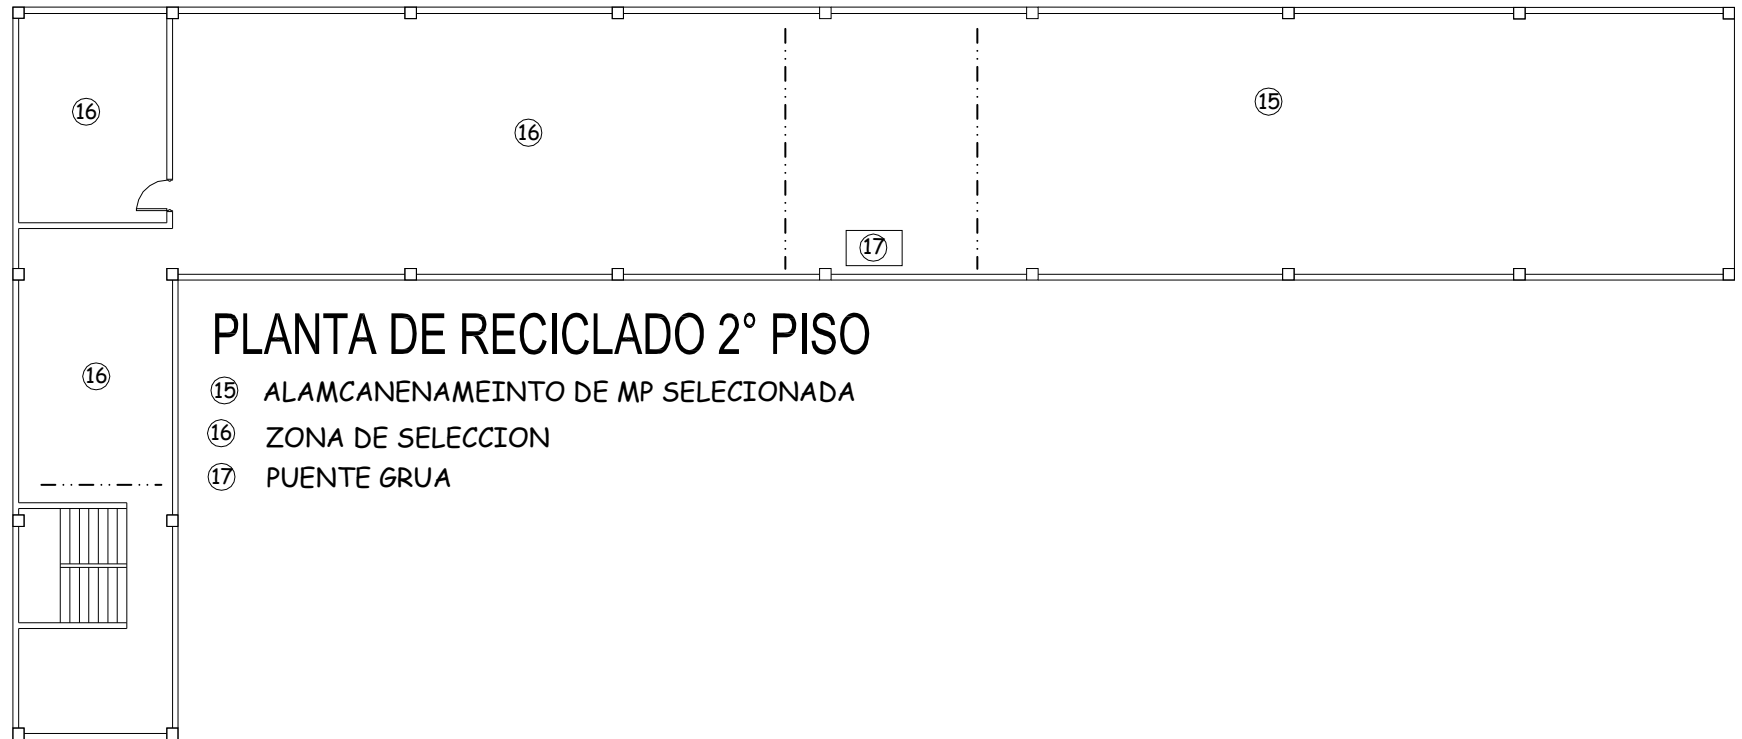 16
16
15
17
16
PLANTA DE RECICLADO 2° PISO
15 ALAMCANENAMEINTO DE MP SELECIONADA
16 ZONA DE SELECCION
17 PUENTE GRUA